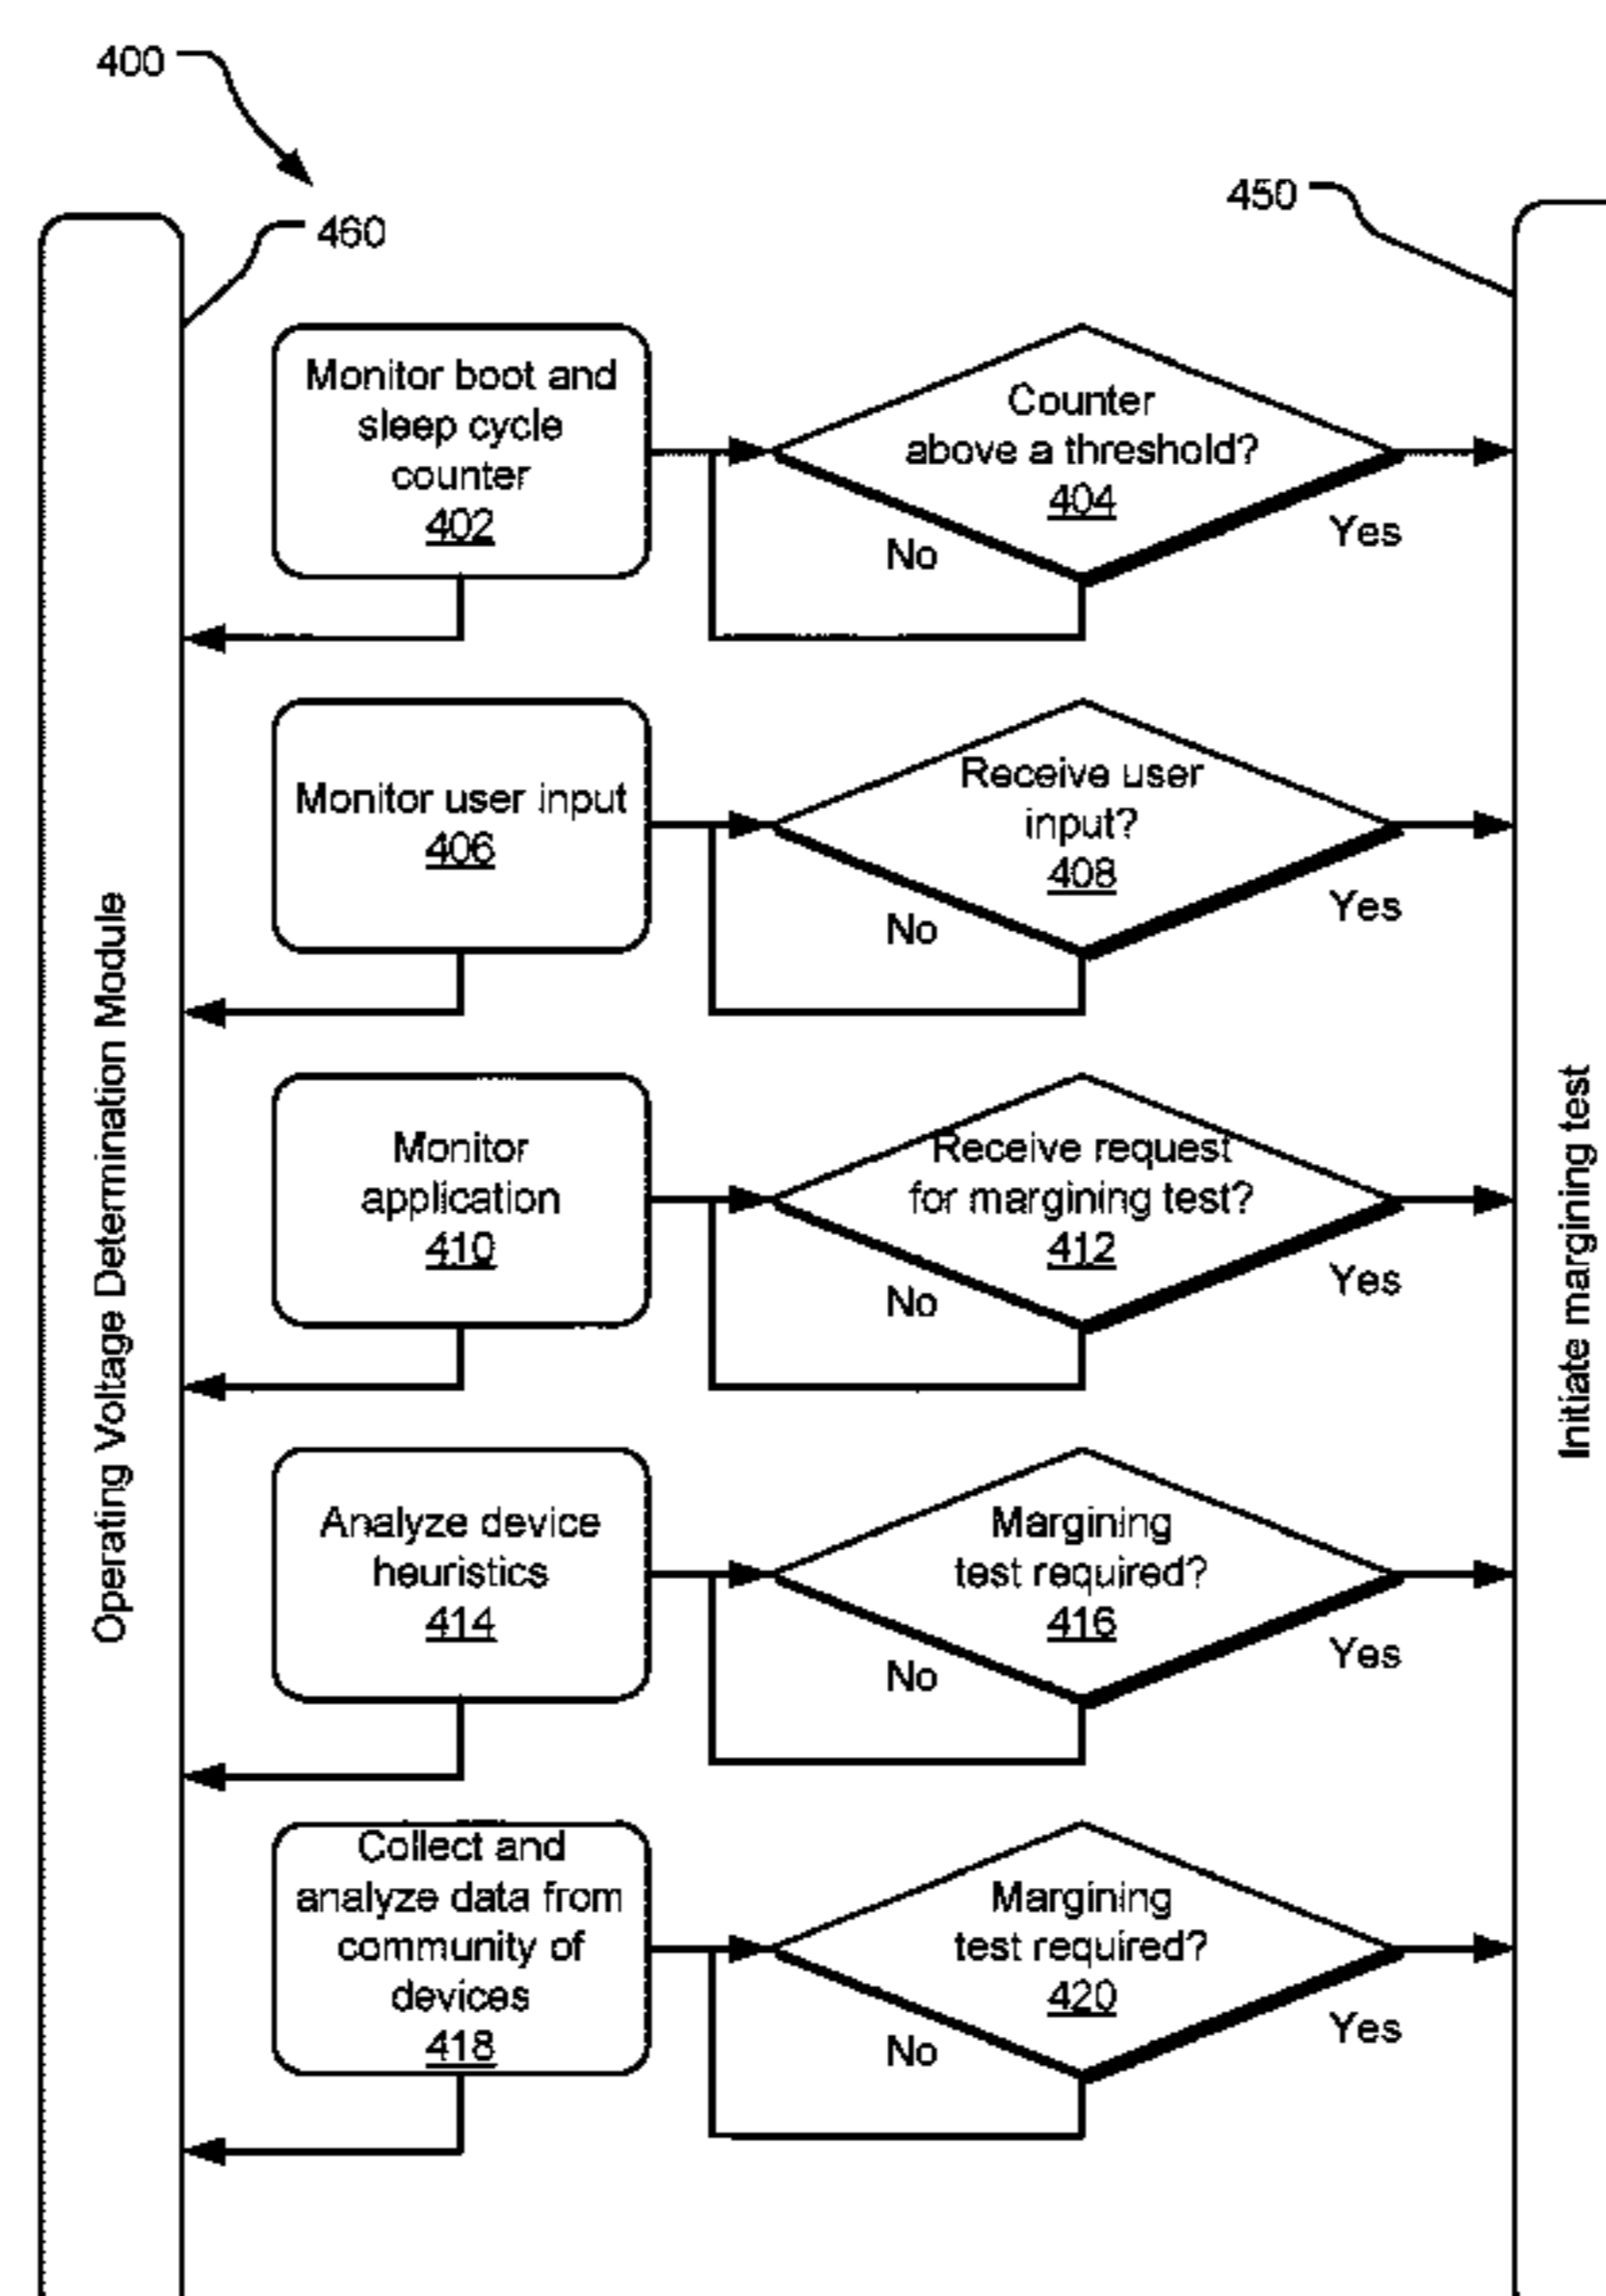 400
460
450
Monitor boot and
sleep cycle
counter
402
Counter
above a threshold?
404
No
Yes
Monitor user input
406
Receive user
input?
408
No
Yes
Monitor
application
410
Receive request
for margining test?
412
No
Yes
Analyze device
heuristics
414
Margining
test required?
416
No
Yes
Collect and
analyze data from
community of
devices
418
Margining
test required?
420
No
Yes
Operating Voltage Determination Module
Initiate margining test